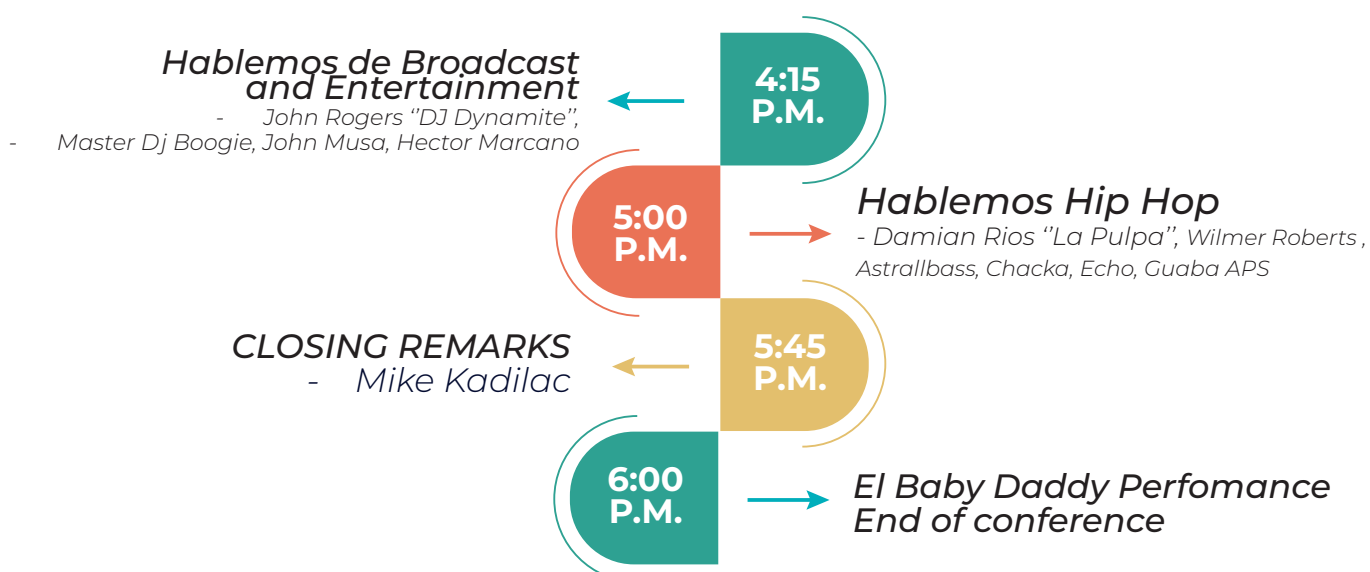 Hablemos de Broadcast
and Entertainment
- John Rogers ‘’DJ Dynamite’’,
- Master Dj Boogie, John Musa, Hector Marcano
4:15
P.M.
5:00
P.M.
Hablemos Hip Hop
- Damian Rios ‘’La Pulpa’’, Wilmer Roberts ,
Astrallbass, Chacka, Echo, Guaba APS
CLOSING REMARKS
- Mike Kadilac
5:45
P.M.
6:00
P.M.
El Baby Daddy Perfomance
End of conference